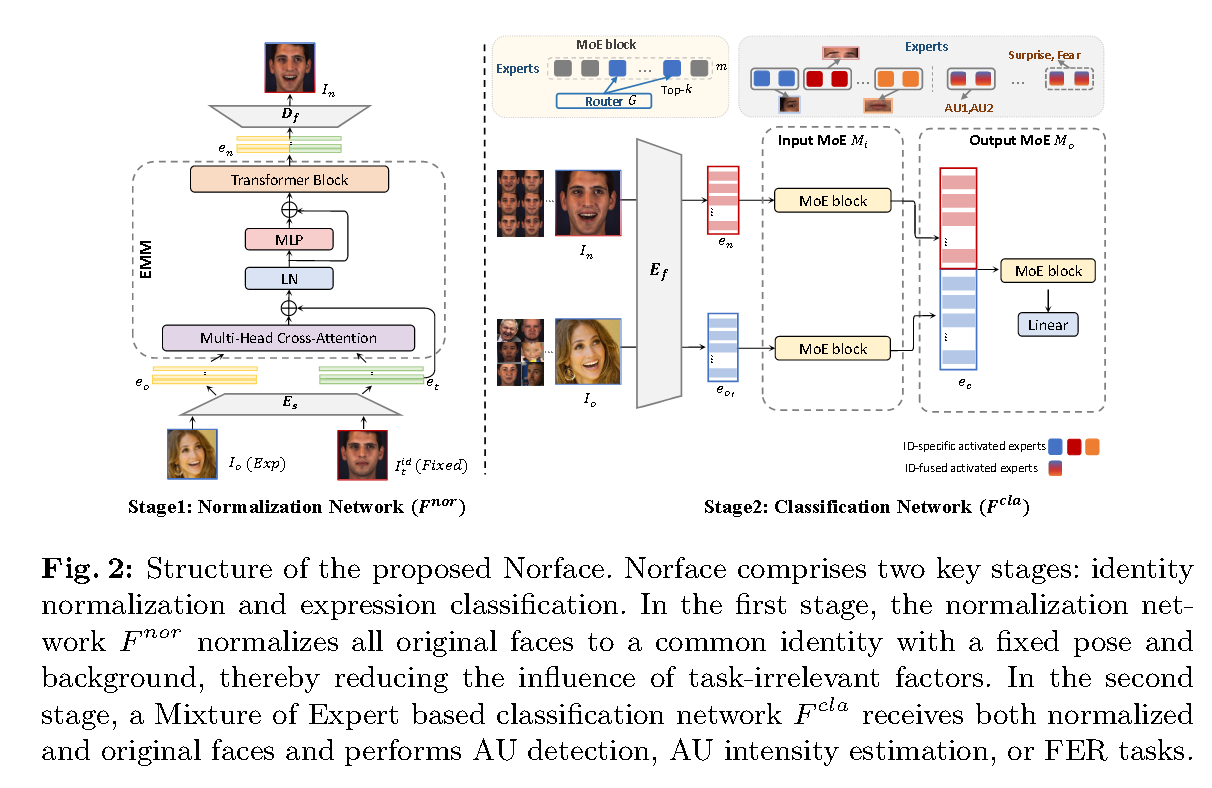 I_n
D_f
e_n
Transformer Block
MLP
LN
EMM
Multi-Head Cross-Attention
e_o
e_t
E_s
I_o (Exp)
I_t^{id} (Fixed)
Stage1: Normalization Network (F^{nor})
MoE block
Experts
...
m
Top-k
Router G
Experts
Surprise, Fear
...
...
AU1,AU2
Input MoE M_i
Output MoE M_o
...
I_n
E_f
e_n
MoE block
MoE block
Linear
...
I_o
e_{o_t}
MoE block
e_c
ID-specific activated experts
ID-fused activated experts
Stage2: Classification Network (F^{cla})
Fig. 2: Structure of the proposed Norface. Norface comprises two key stages: identity
normalization and expression classification. In the first stage, the normalization net-
work F^{nor} normalizes all original faces to a common identity with a fixed pose and
background, thereby reducing the influence of task-irrelevant factors. In the second
stage, a Mixture of Expert based classification network F^{cla} receives both normalized
and original faces and performs AU detection, AU intensity estimation, or FER tasks.